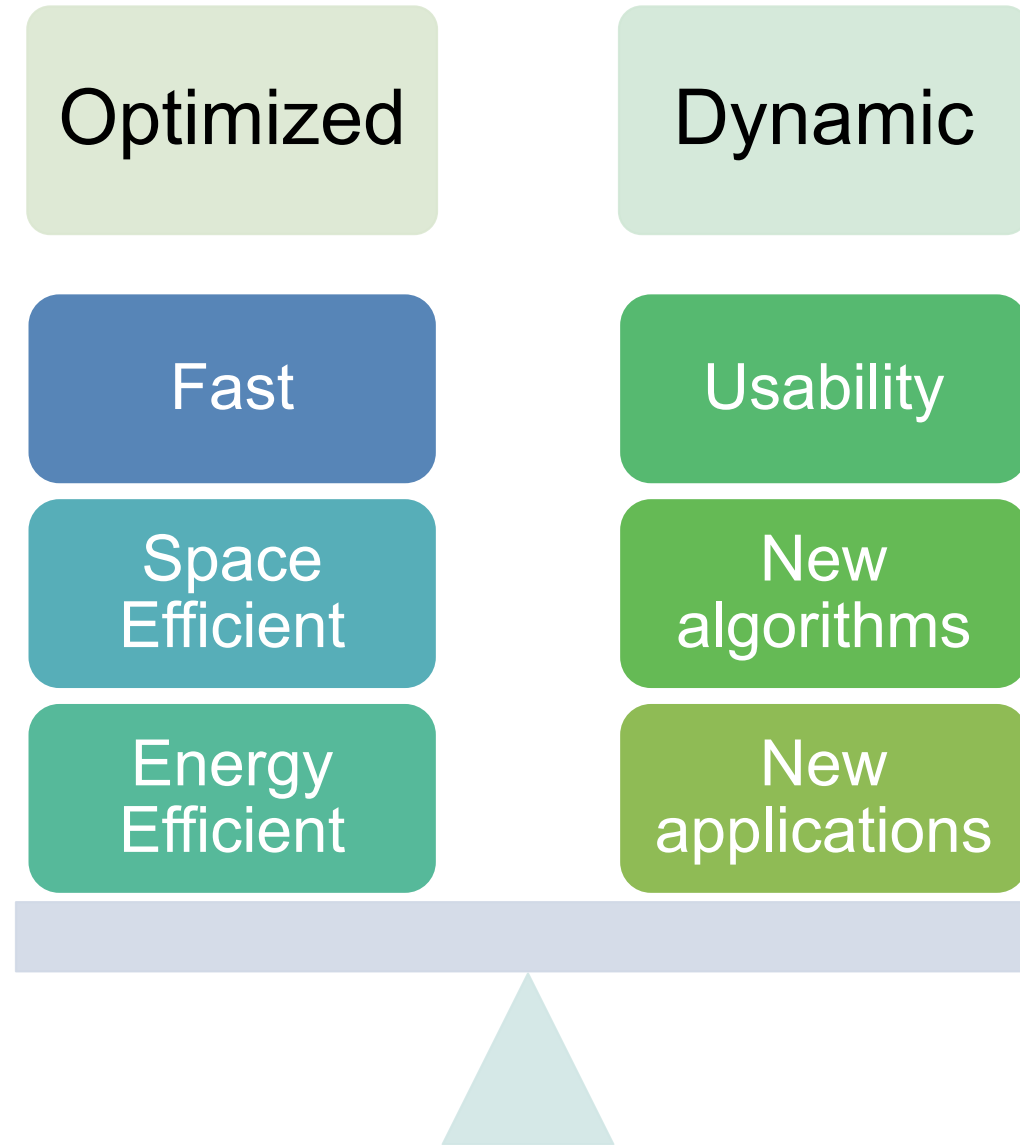 Optimized
Dynamic
Fast
Space
Efficient
Energy
Efficient
Usability
New
algorithms
New
applications